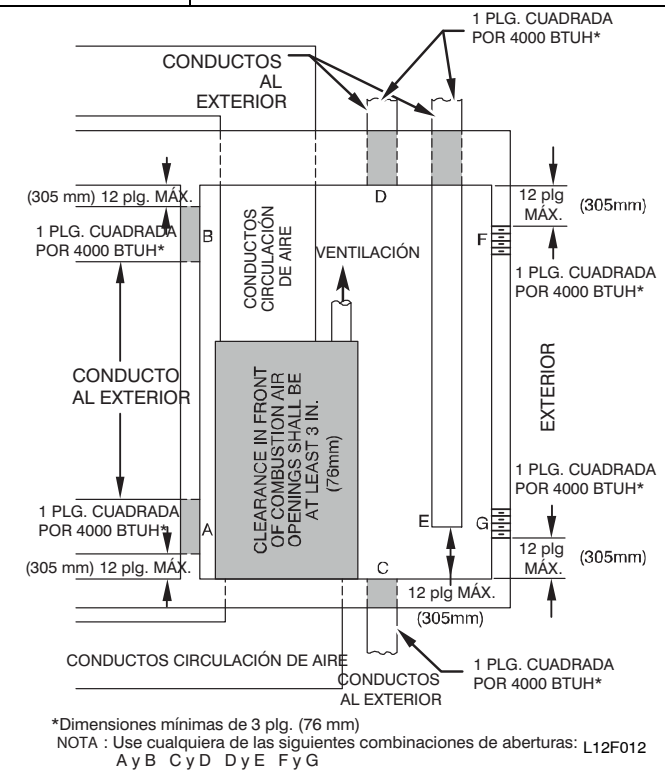 1 PLG. CUADRADA
POR 4000 BTUH*
CONDUCTOS
AL
EXTERIOR
(305 mm) 12 plg. MÁX.
D
12 plg
MÁX.
(305mm)
1 PLG. CUADRADA
POR 4000 BTUH*
B
CONDUCTOS
CIRCULACIÓN
DE AIRE
VENTILACIÓN
F
1 PLG. CUADRADA
POR 4000 BTUH*
CONDUCTO
AL EXTERIOR
CLEARANCE IN FRONT
OF COMBUSTION AIR
OPENINGS SHALL BE
AT LEAST 3 IN.
(76mm)
EXTERIOR
1 PLG. CUADRADA
POR 4000 BTUH*
1 PLG. CUADRADA
POR 4000 BTUH*
A
E
G
(305 mm) 12 plg. MÁX.
C
12 plg MÁX.
(305mm)
12 plg
MÁX.
(305mm)
CONDUCTOS CIRCULACIÓN DE AIRE
CONDUCTOS
AL EXTERIOR
1 PLG. CUADRADA
POR 4000 BTUH*
*Dimensiones mínimas de 3 plg. (76 mm)
NOTA : Use cualquiera de las siguientes combinaciones de aberturas: L12F012
A y B C y D D y E F y G